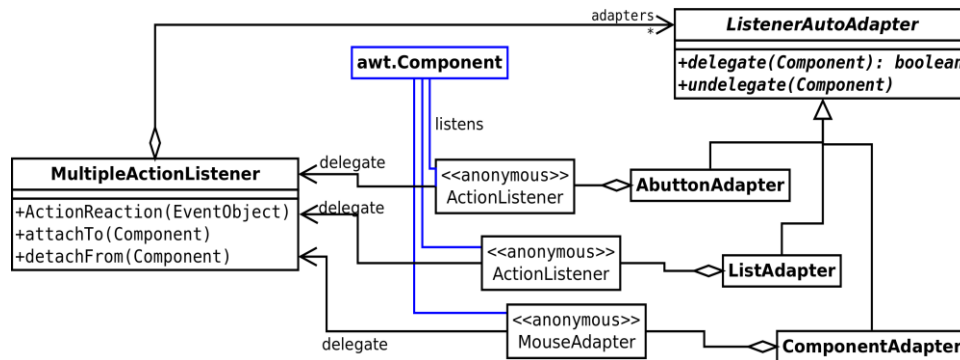 adapters
*
ListenerAutoAdapter
+delegate(Component): boolean
+undelegate(Component)
awt.Component
listens
delegate
MultipleActionListener
+ActionReaction(EventObject)
+attachTo(Component)
+detachFrom(Component)
<<anonymous>>
ActionListener
AbuttonAdapter
delegate
<<anonymous>>
ActionListener
ListAdapter
<<anonymous>>
MouseAdapter
delegate
ComponentAdapter